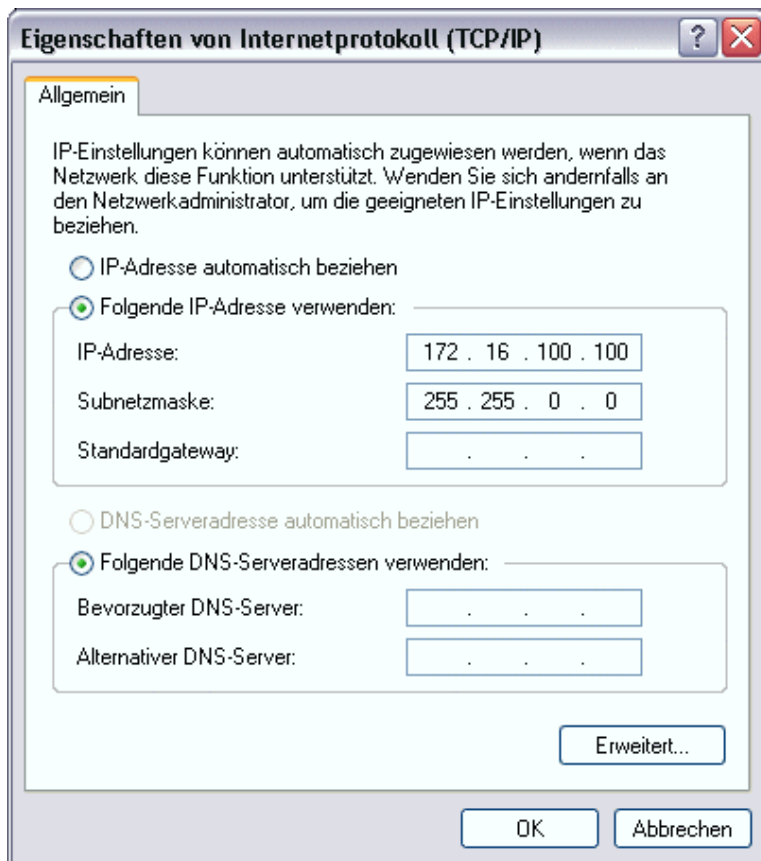 Eigenschaften von Internetprotokoll (TCP/IP)
Allgemein
IP-Einstellungen können automatisch zugewiesen werden, wenn das
Netzwerk diese Funktion unterstützt. Wenden Sie sich andernfalls an
den Netzwerkadministrator, um die geeigneten IP-Einstellungen zu
beziehen.
IP-Adresse automatisch beziehen
Folgende IP-Adresse verwenden:
IP-Adresse: 172 . 16 . 100 . 100
Subnetzmaske: 255 . 255 . 0 . 0
Standardgateway: . . .
DNS-Serveradresse automatisch beziehen
Folgende DNS-Serveradressen verwenden:
Bevorzugter DNS-Server: . . .
Alternativer DNS-Server: . . .
Erweitert...
OK Abbrechen